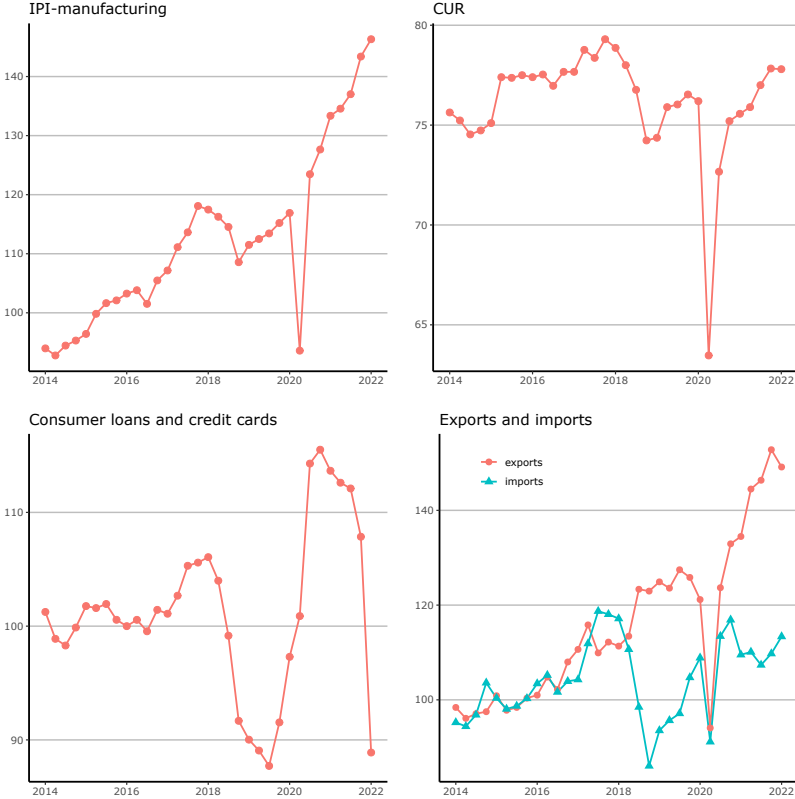 IPI-manufacturing
140
130
120
110
100
2014 2016 2018 2020 2022
CUR
80
75
70
65
2014 2016 2018 2020 2022
Consumer loans and credit cards
110
100
90
2014 2016 2018 2020 2022
Exports and imports
exports
imports
140
120
100
2014 2016 2018 2020 2022